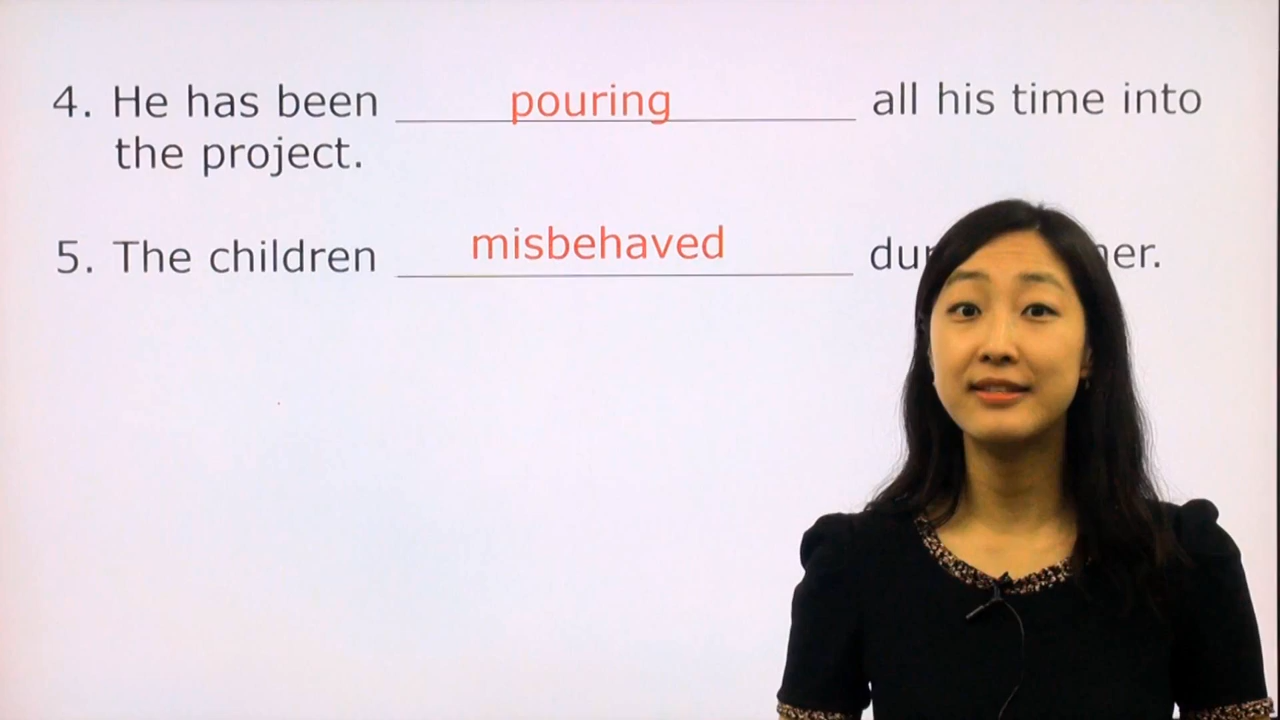 4. He has been pouring all his time into
the project.
5. The children misbehaved